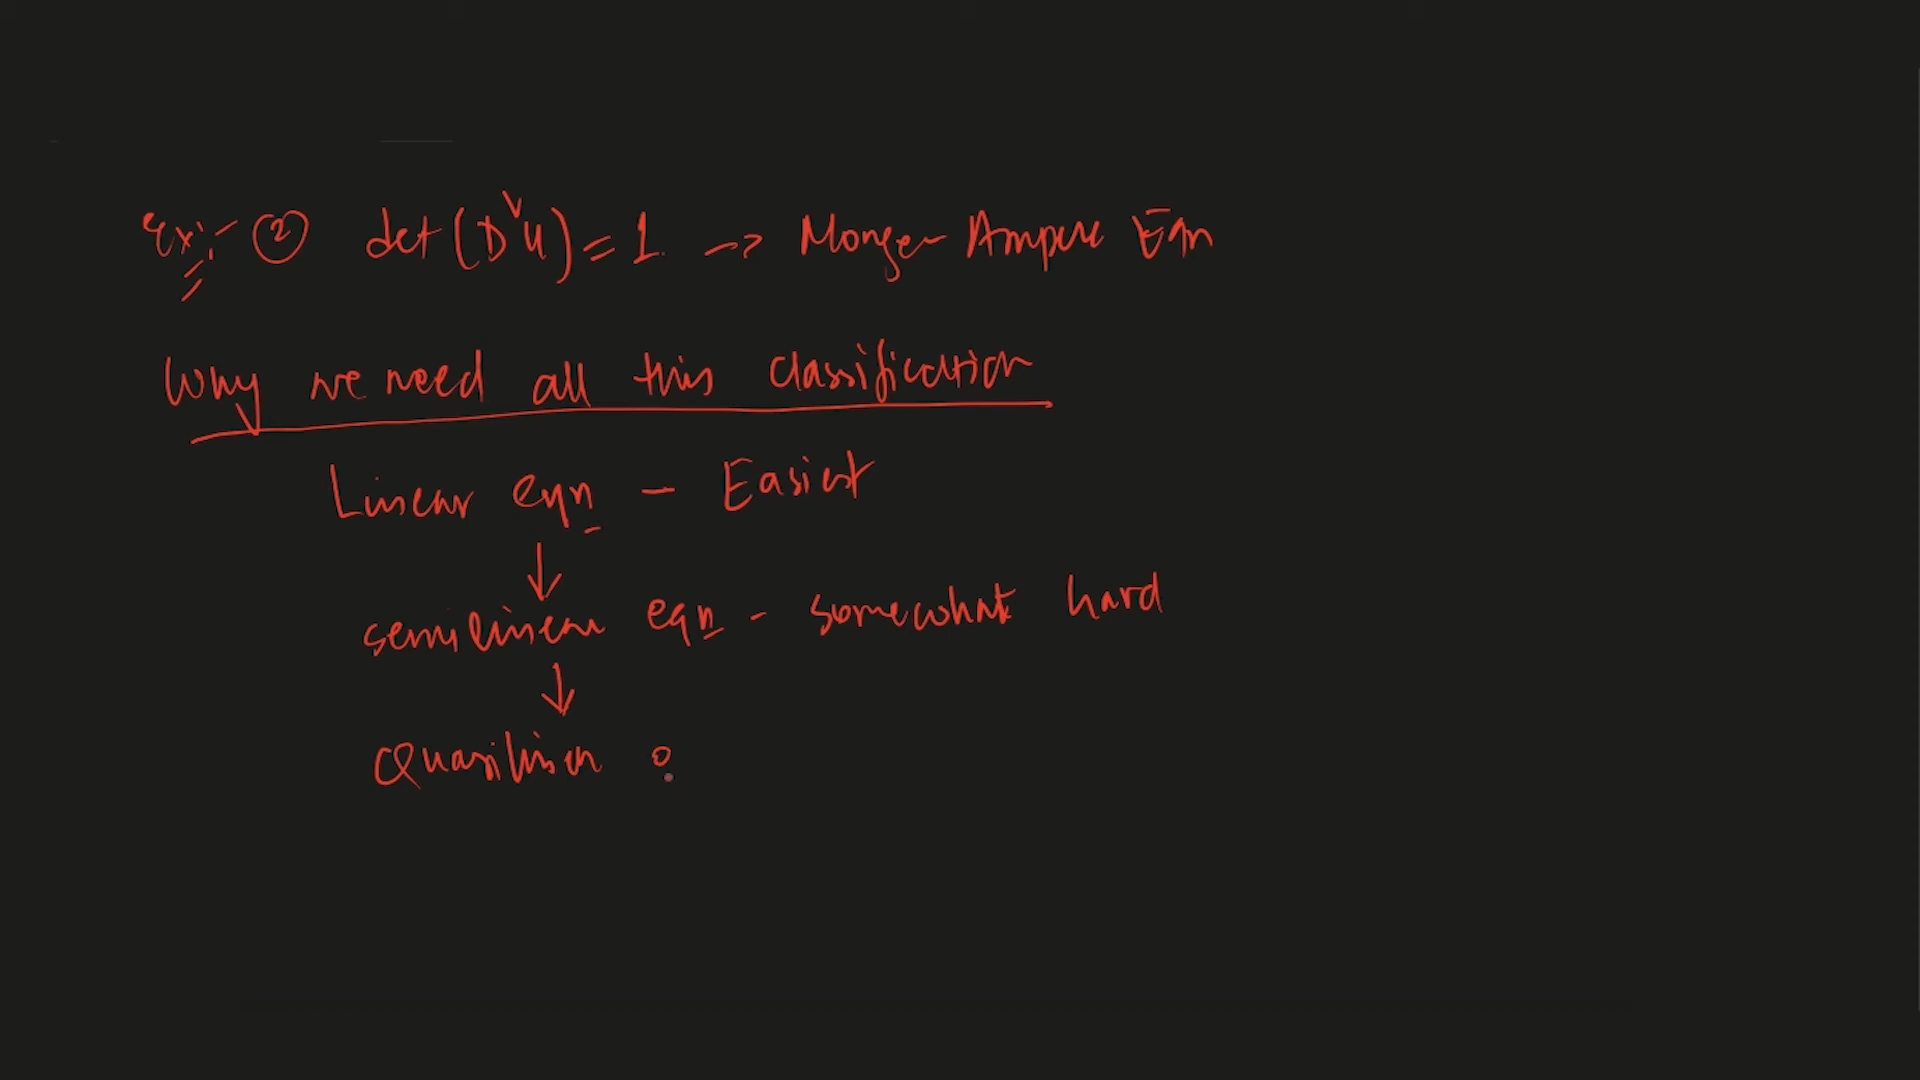 Ex:- ② det(D²u) = 1. -> Monge-Ampere Eqn
Why we need all this classification
Linear eqn - Easiest
↓
semilinear eqn - somewhat hard
↓
Quasilinear e